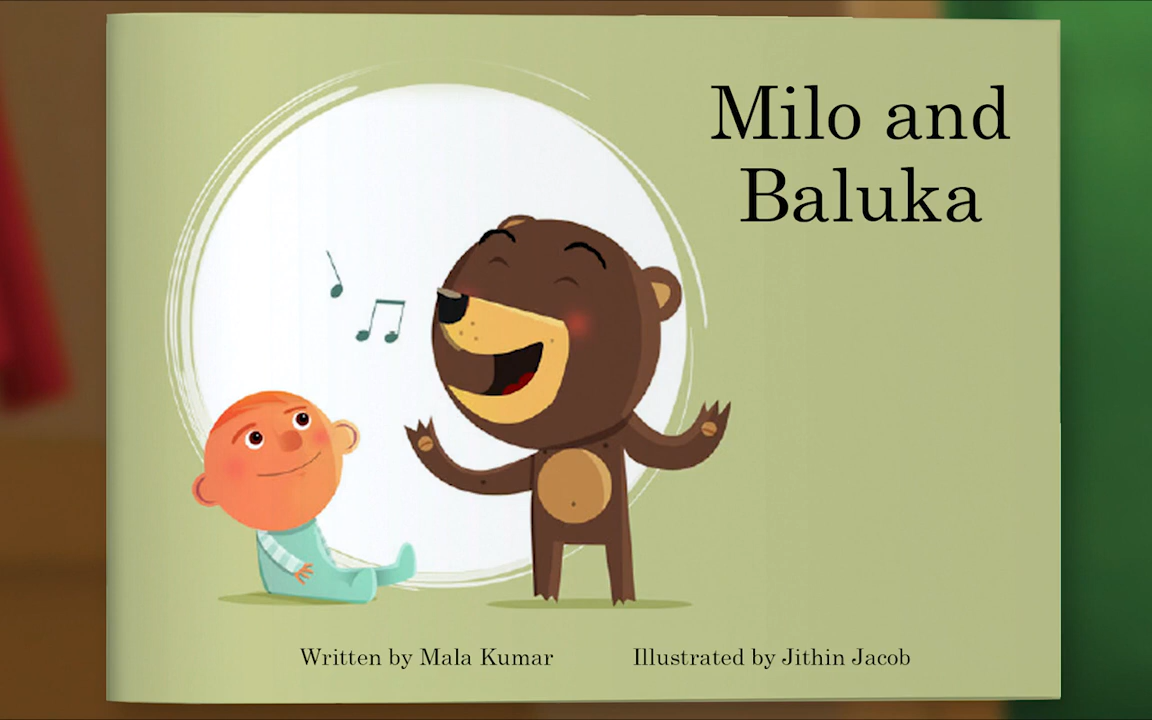 Milo and
Baluka
Written by Mala Kumar
Illustrated by Jithin Jacob